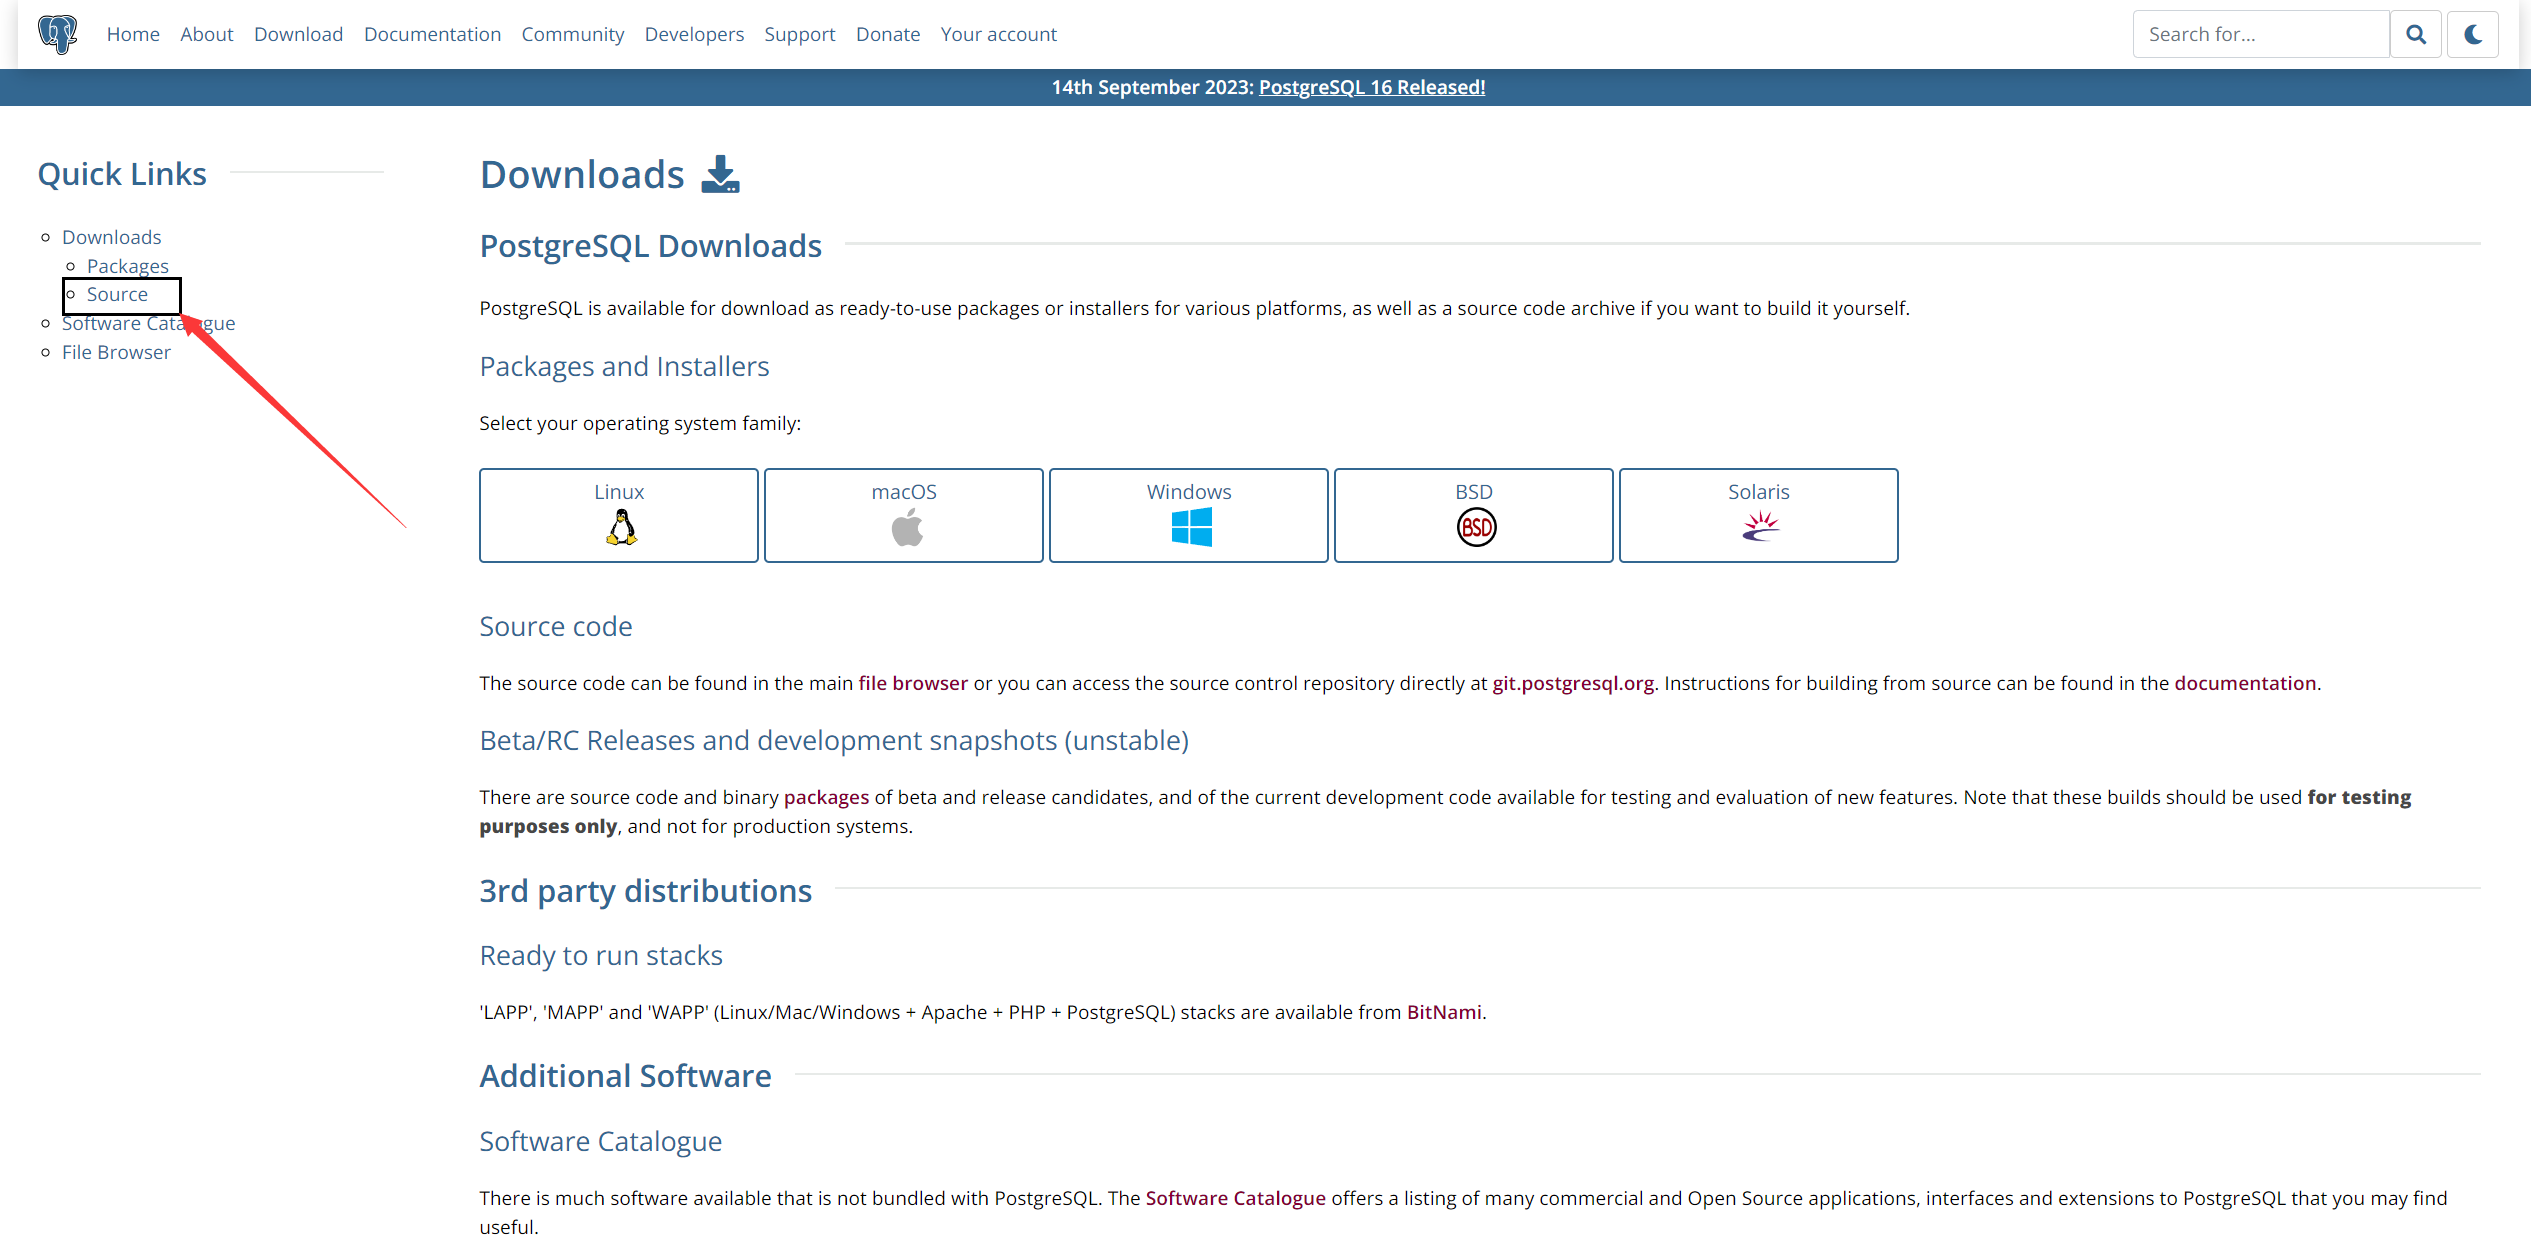 Home About Download Documentation Community Developers Support Donate Your account
Search for...
14th September 2023: PostgreSQL 16 Released!
Quick Links
Downloads
Packages
Source
Software Catalogue
File Browser
Downloads
PostgreSQL Downloads
PostgreSQL is available for download as ready-to-use packages or installers for various platforms, as well as a source code archive if you want to build it yourself.
Packages and Installers
Select your operating system family:
Linux
macOS
Windows
BSD
BSD
Solaris
Source code
The source code can be found in the main file browser or you can access the source control repository directly at git.postgresql.org. Instructions for building from source can be found in the documentation.
Beta/RC Releases and development snapshots (unstable)
There are source code and binary packages of beta and release candidates, and of the current development code available for testing and evaluation of new features. Note that these builds should be used for testing
purposes only, and not for production systems.
3rd party distributions
Ready to run stacks
'LAPP', 'MAPP' and 'WAPP' (Linux/Mac/Windows + Apache + PHP + PostgreSQL) stacks are available from BitNami.
Additional Software
Software Catalogue
There is much software available that is not bundled with PostgreSQL. The Software Catalogue offers a listing of many commercial and Open Source applications, interfaces and extensions to PostgreSQL that you may find
useful.